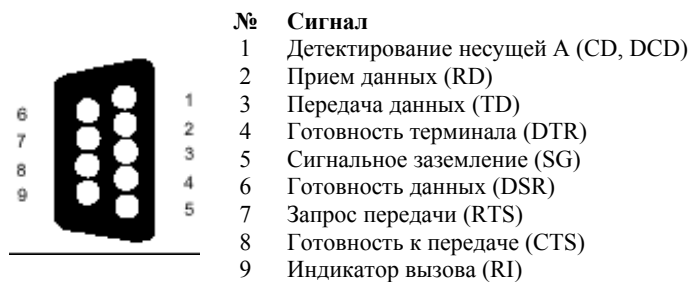 № Сигнал
1 Детектирование несущей А (CD, DCD)
2 Прием данных (RD)
3 Передача данных (TD)
4 Готовность терминала (DTR)
5 Сигнальное заземление (SG)
6 Готовность данных (DSR)
7 Запрос передачи (RTS)
8 Готовность к передаче (CTS)
9 Индикатор вызова (RI)
6
7
8
9
1
2
3
4
5